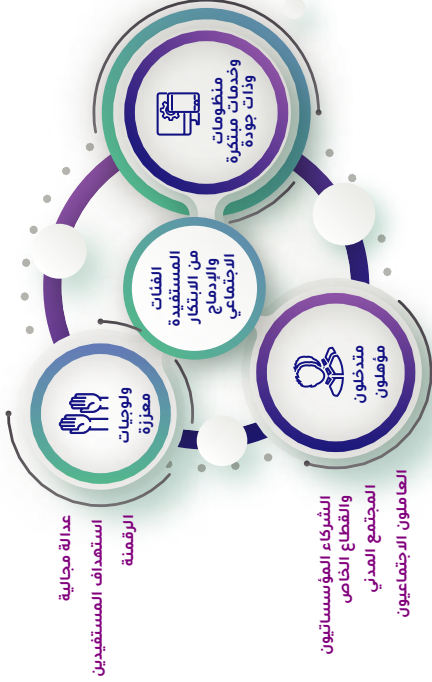 منظومات
وخدمات مبتكرة
وذات جودة
الفئات
المستفيدة
من الابتكار
والإدماج
الاجتماعي
ولوجيات
معززة
متدخلون
مؤهلون
عدالة مجالية
استهداف المستفيدين
الرقمنة
الشركاء المؤسساتيون
والقطاع الخاص
المجتمع المدني
العاملون الاجتماعيون